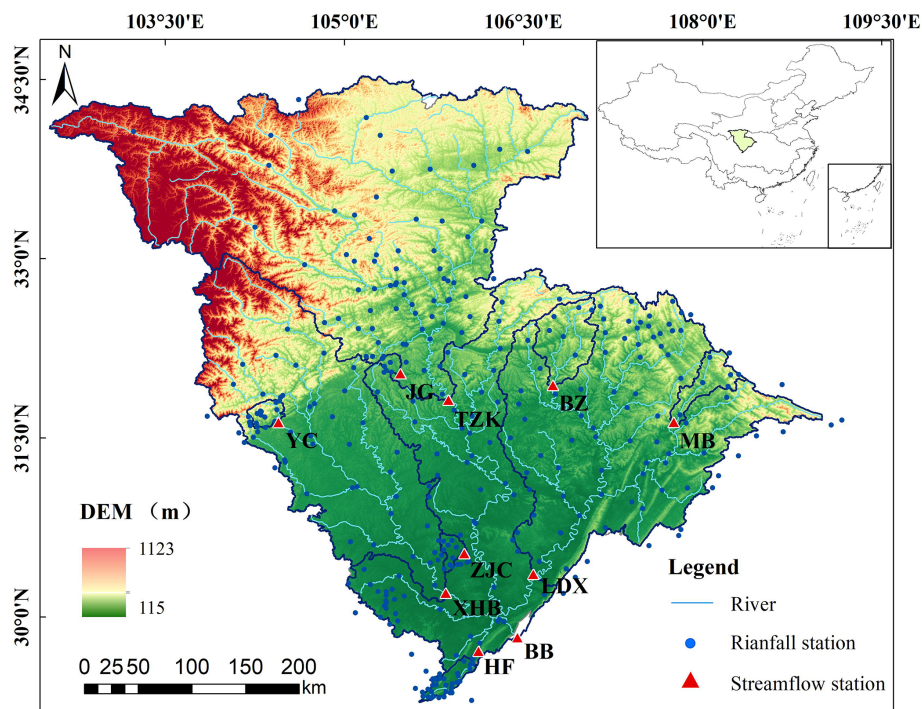 103°30'E 105°0'E 106°30'E 108°0'E 109°30'E
34°30'N
33°0'N
31°30'N
30°0'N
N
JG
TZK
BZ
YC
MB
ZJC
LDX
XHB
BB
HF
DEM （m）
1123
115
0 25 50 100 150 200
km
Legend
River
Rianfall station
Streamflow station